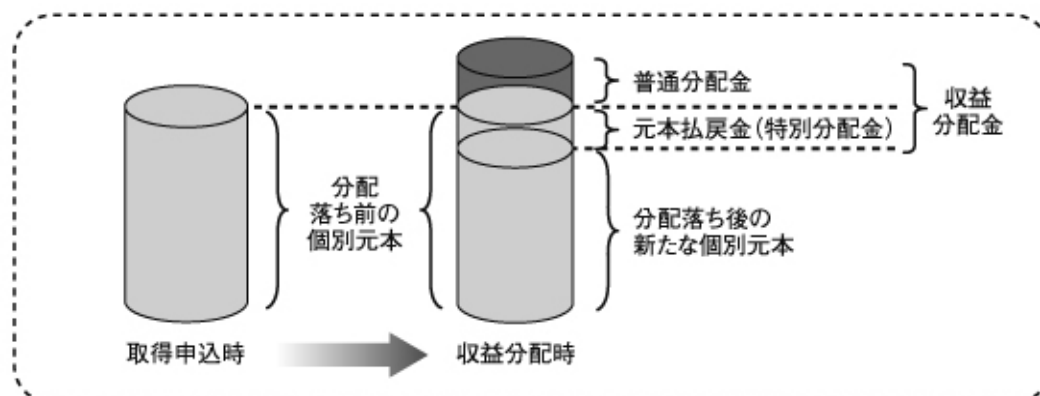 普通分配金
収益
分配金
元本払戻金(特別分配金)
分配
落ち前の
個別元本
分配落ち後の
新たな個別元本
取得申込時
収益分配時